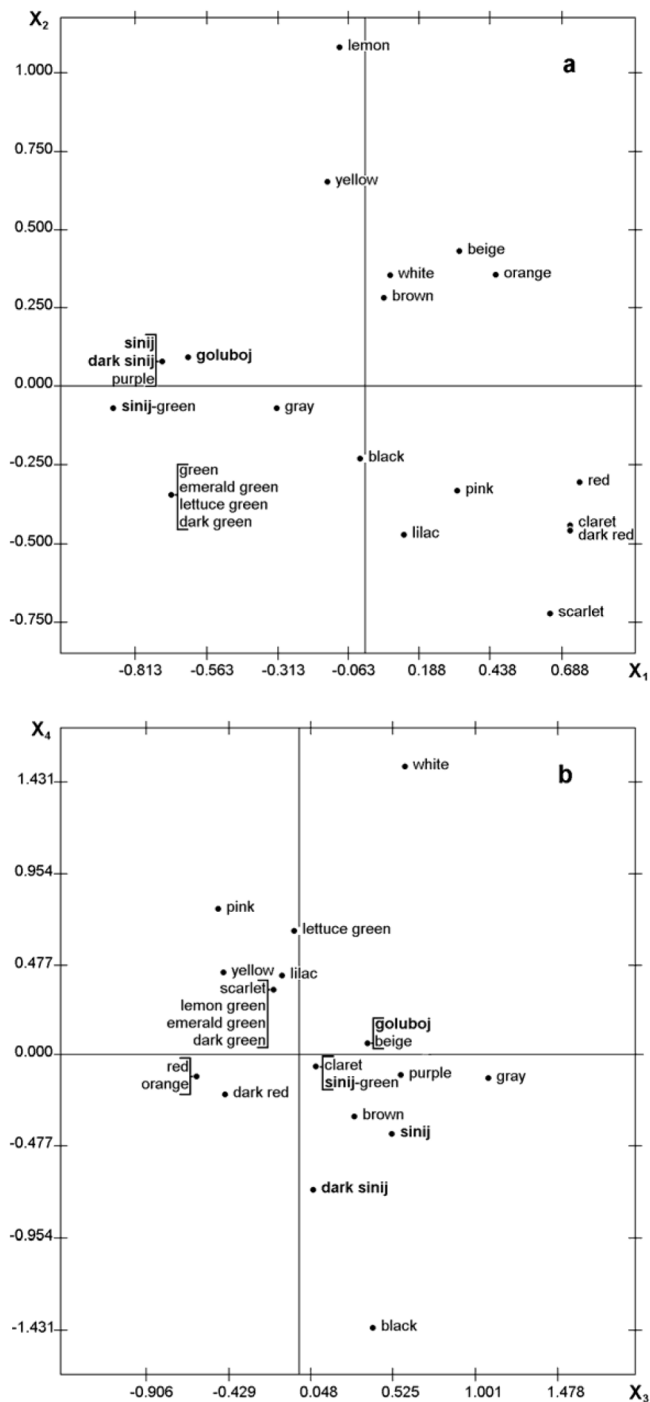 X2
a
1.000
0.750
0.500
0.250
0.000
-0.250
-0.500
-0.750
lemon
yellow
beige
white
orange
brown
sinij
dark sinij
purple
goluboj
sinij-green
gray
black
green
emerald green
lettuce green
dark green
pink
red
claret
dark red
lilac
scarlet
-0.813 -0.563 -0.313 -0.063 0.188 0.438 0.688
X1
X4
b
1.431
0.954
0.477
0.000
-0.477
-0.954
-1.431
white
pink
lettuce green
yellow
lilac
scarlet
lemon green
emerald green
dark green
goluboj
beige
red
orange
claret
sinij-green
purple
gray
dark red
brown
sinij
dark sinij
black
-0.906 -0.429 0.048 0.525 1.001 1.478
X3